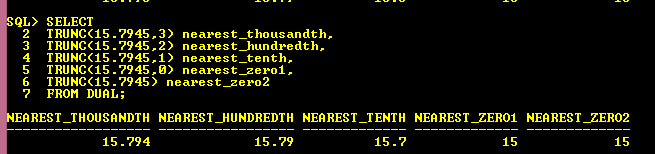 SQL> SELECT
2 TRUNC(15.7945,3) nearest_thousandth,
3 TRUNC(15.7945,2) nearest_hundredth,
4 TRUNC(15.7945,1) nearest_tenth,
5 TRUNC(15.7945,0) nearest_zero1,
6 TRUNC(15.7945) nearest_zero2
7 FROM DUAL;
NEAREST_THOUSANDTH NEAREST_HUNDREDTH NEAREST_TENTH NEAREST_ZERO1 NEAREST_ZERO2
------------------ ----------------- ------------- ------------- -------------
15.794 15.79 15.7 15 15